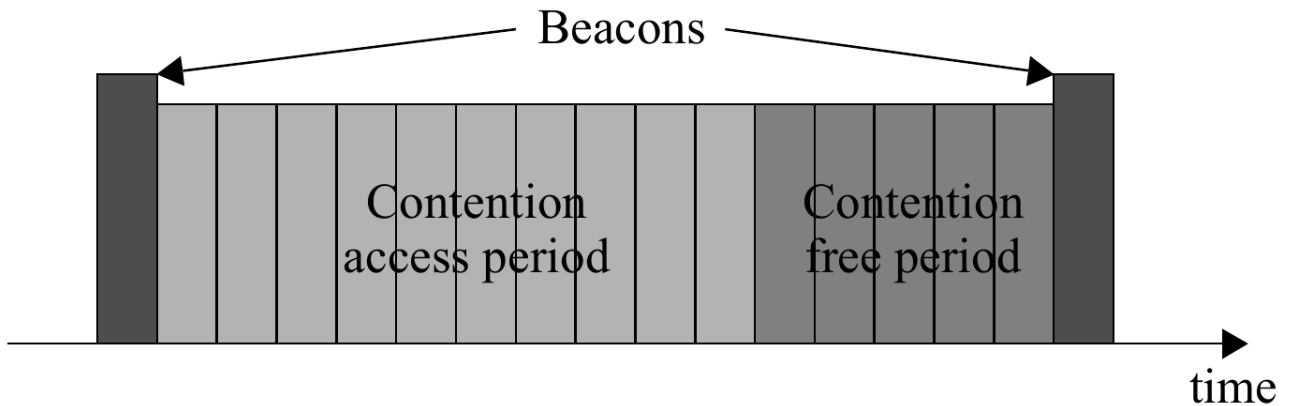 Beacons
Contention
access period
Contention
free period
time